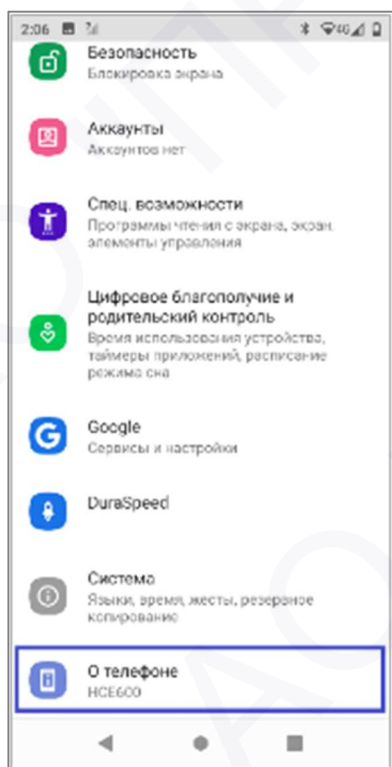 2:06
4G
Безопасность
Блокировка экрана
Аккаунты
Аккаунтов нет
Спец. возможности
Программы чтения с экрана, экран,
элементы управления
Цифровое благополучие и
родительский контроль
Время использования устройства,
таймеры приложений, расписание
режима сна
Google
Сервисы и настройки
DuraSpeed
Система
Языки, время, жесты, резервное
копирование
О телефоне
HCE600